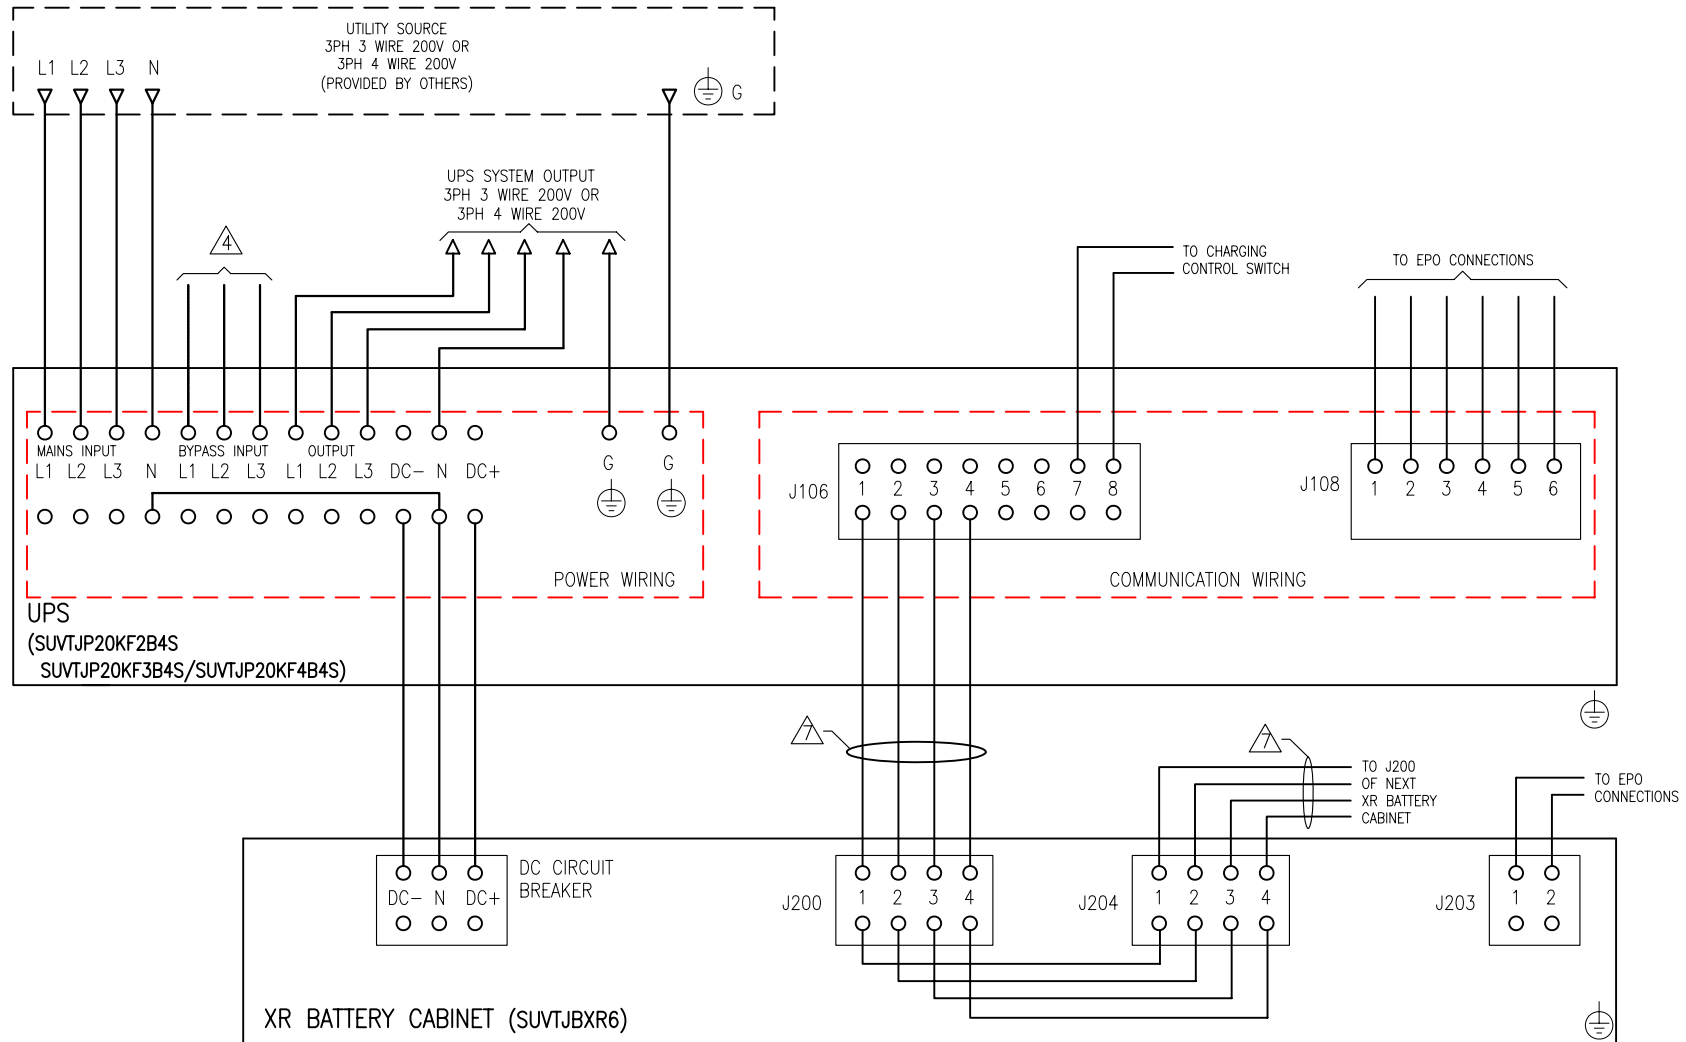 UTILITY SOURCE
3PH 3 WIRE 200V OR
3PH 4 WIRE 200V
(PROVIDED BY OTHERS)
L1 L2 L3 N
G
UPS SYSTEM OUTPUT
3PH 3 WIRE 200V OR
3PH 4 WIRE 200V
4
TO CHARGING
CONTROL SWITCH
TO EPO CONNECTIONS
MAINS INPUT BYPASS INPUT OUTPUT
L1 L2 L3 N L1 L2 L3 L1 L2 L3 DC- N DC+
G G
J106
1 2 3 4 5 6 7 8
J108
1 2 3 4 5 6
POWER WIRING
COMMUNICATION WIRING
UPS
(SUVTJP20KF2B4S
SUVTJP20KF3B4S/SUVTJP20KF4B4S)
7
7
TO J200
OF NEXT
XR BATTERY
CABINET
TO EPO
CONNECTIONS
DC CIRCUIT
BREAKER
DC- N DC+
J200
1 2 3 4
J204
1 2 3 4
J203
1 2
XR BATTERY CABINET (SUVTJBXR6)